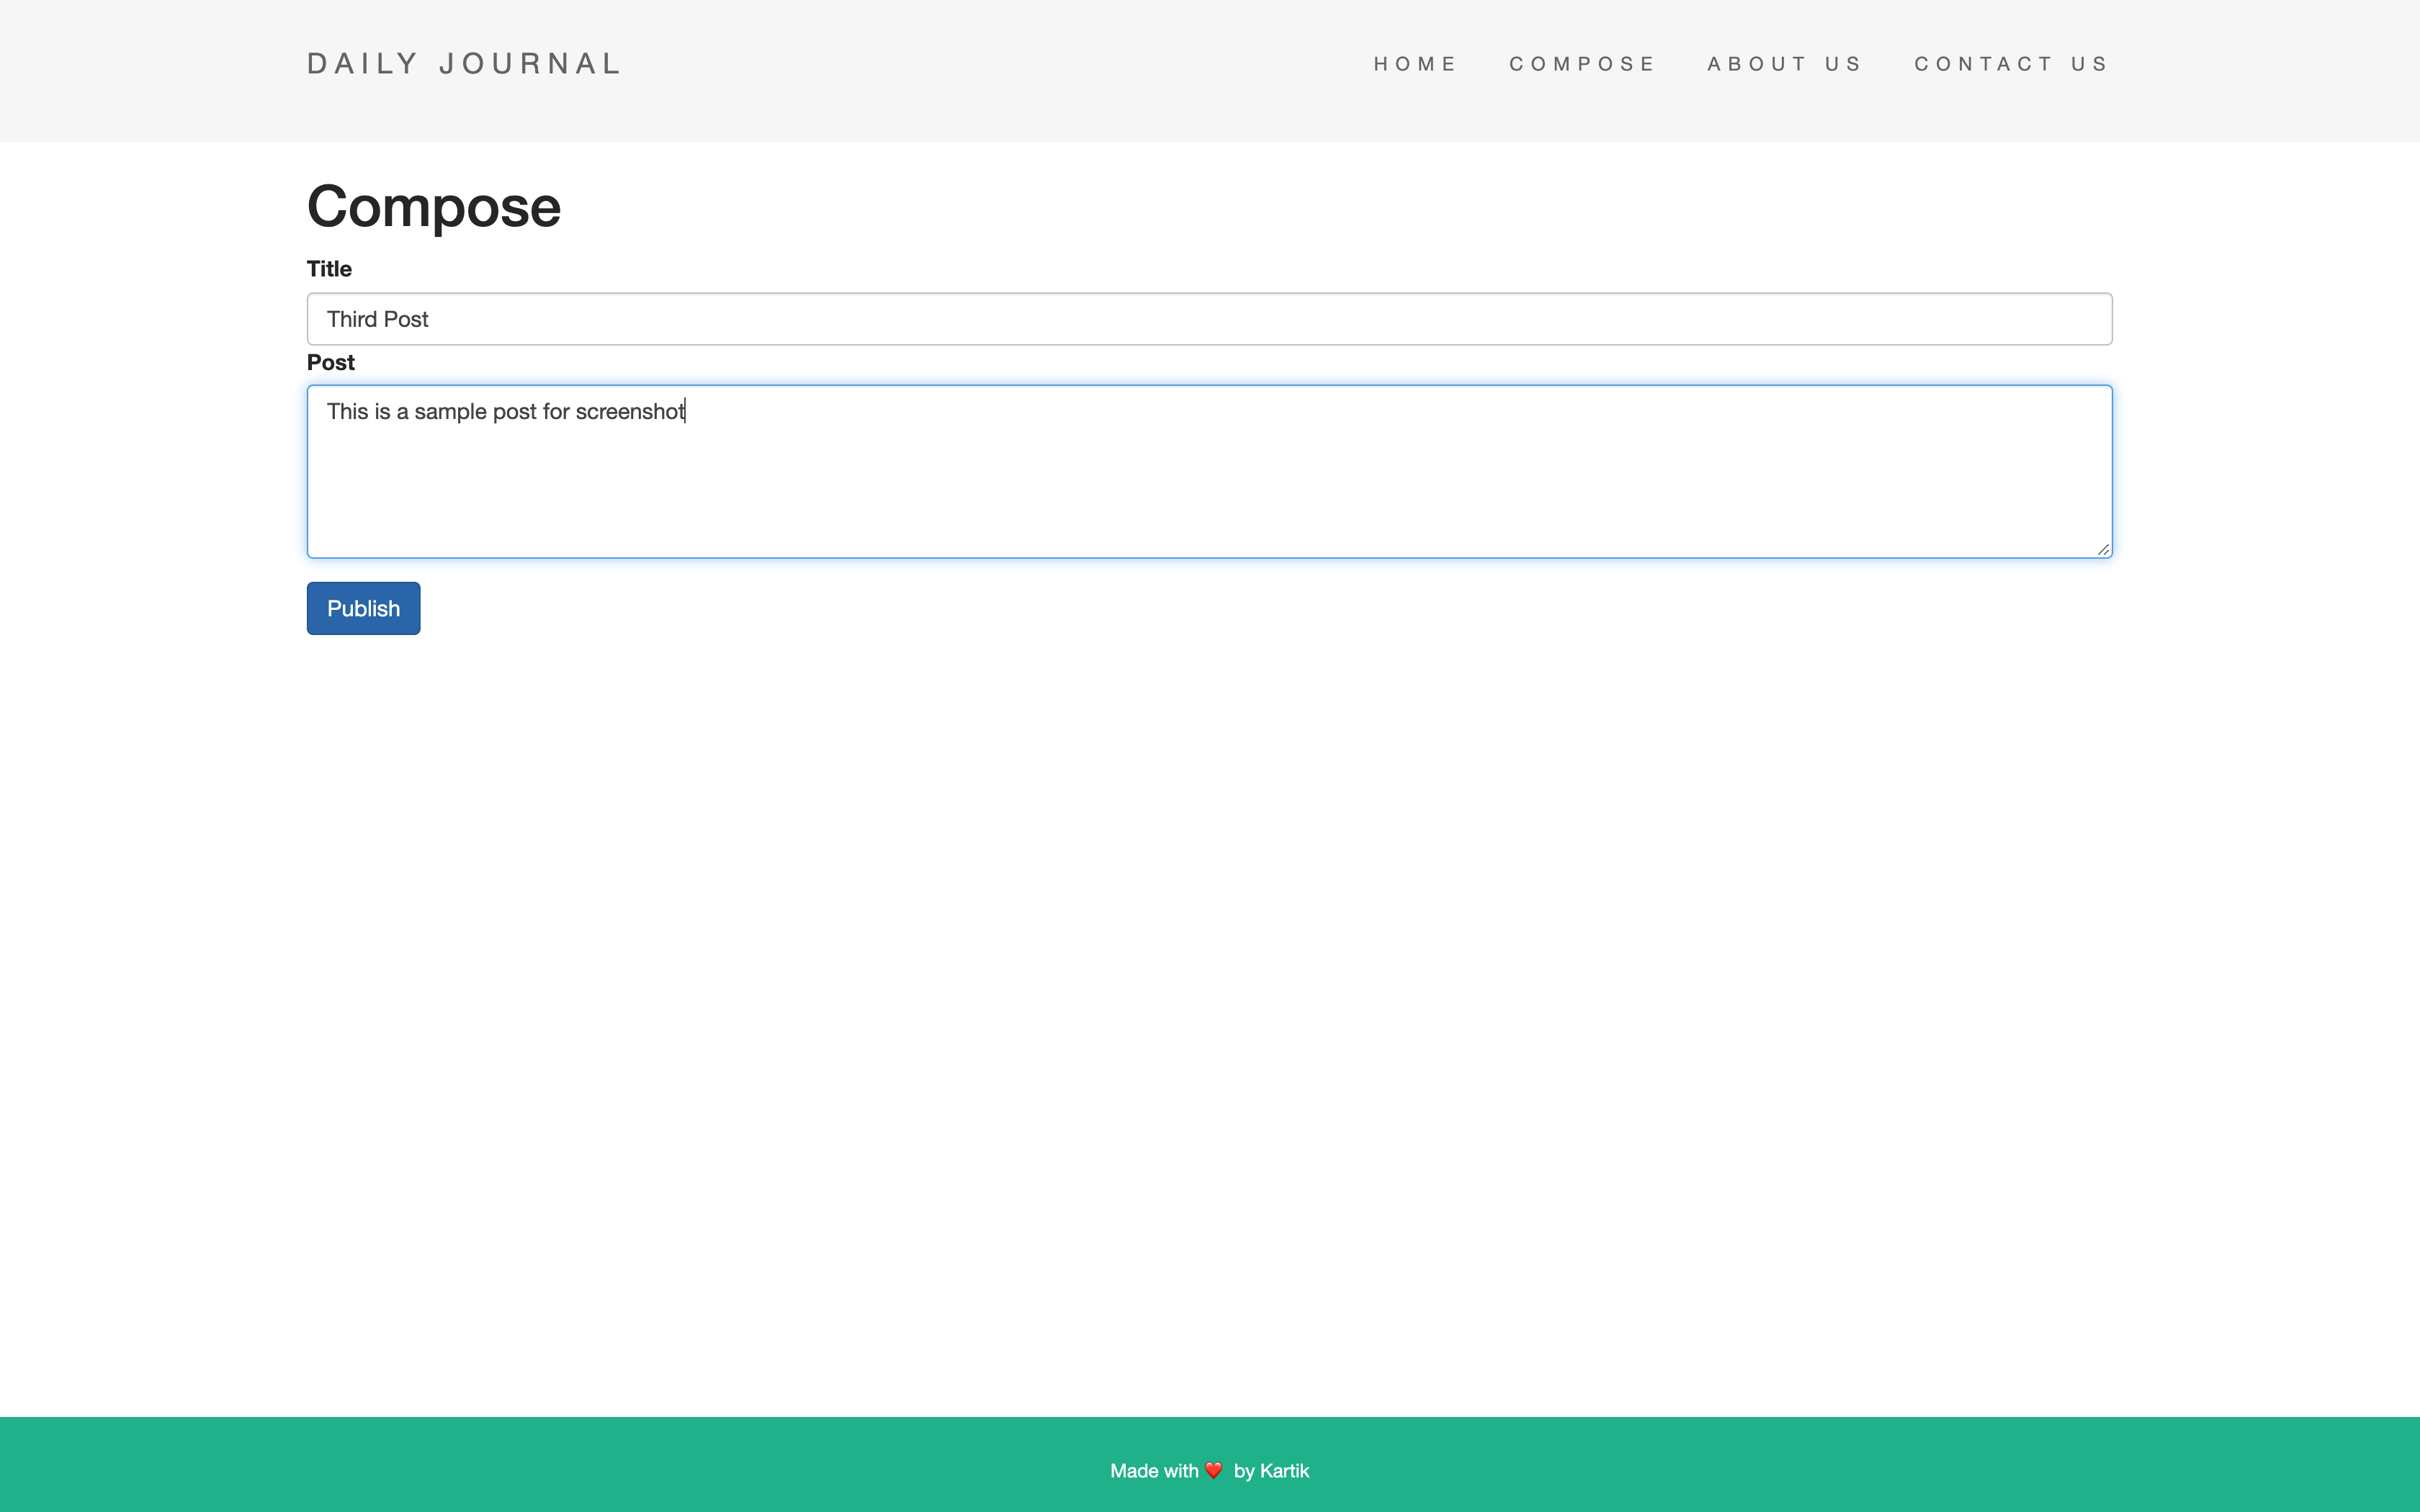 DAILY JOURNAL
HOME COMPOSE ABOUT US CONTACT US
Compose
Title
Third Post
Post
This is a sample post for screenshot
Publish
Made with ❤️ by Kartik